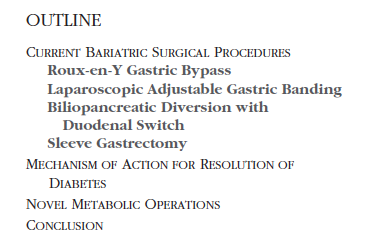 OUTLINE
CURRENT BARIATRIC SURGICAL PROCEDURES
Roux-en-Y Gastric Bypass
Laparoscopic Adjustable Gastric Banding
Biliopancreatic Diversion with
Duodenal Switch
Sleeve Gastrectomy
MECHANISM OF ACTION FOR RESOLUTION OF
DIABETES
NOVEL METABOLIC OPERATIONS
CONCLUSION